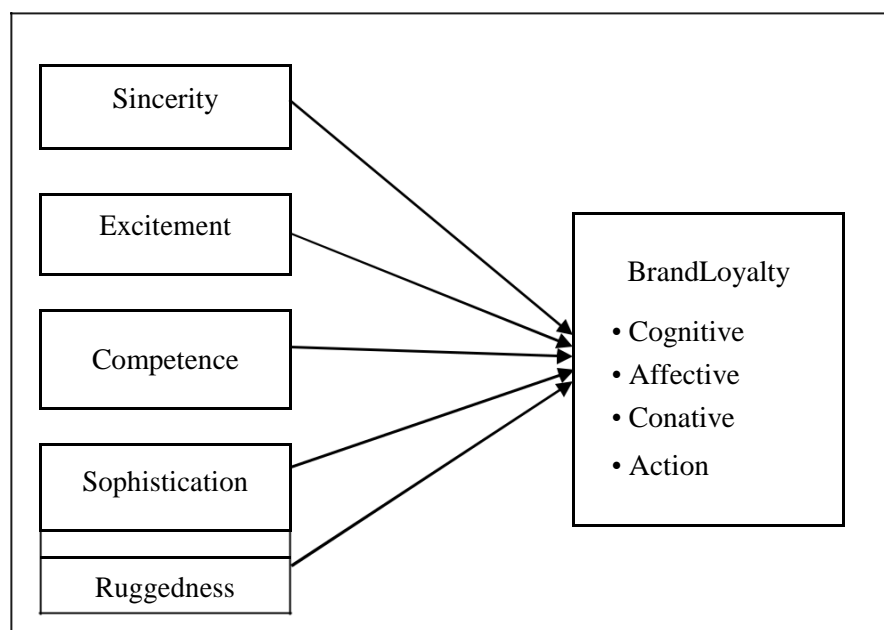 Sincerity
Excitement
Competence
Sophistication
Ruggedness
BrandLoyalty
• Cognitive
• Affective
• Conative
• Action